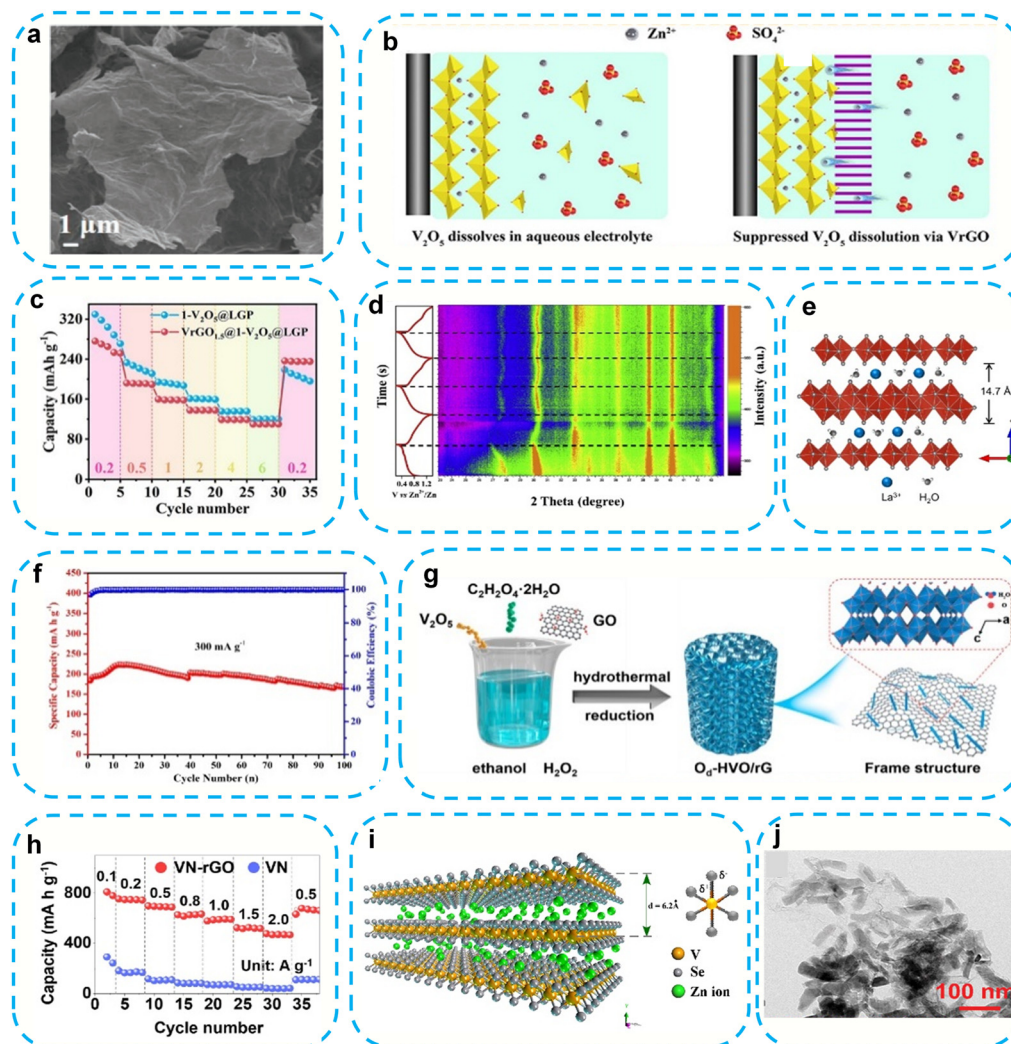 a
1 μm
b
Zn²⁺ SO₄²⁻
V₂O₅ dissolves in aqueous electrolyte
Suppressed V₂O₅ dissolution via VrGO
c
Capacity (mAh g⁻¹)
320
240
160
80
0
1-V₂O₅@LGP
VrGO₁.₅@1-V₂O₅@LGP
0.2 0.5 1 2 4 6 0.2
0 5 10 15 20 25 30 35
Cycle number
d
Time (s)
0.4 0.8 1.2
V vs Zn²⁺/Zn
2 Theta (degree)
Intensity (a.u.)
e
14.7 Å
La³⁺ H₂O
f
Specific Capacity (mA h g⁻¹)
450
400
350
300
250
200
150
100
50
0
300 mA g⁻¹
100
80
60
40
20
0
Coulobic Effciency (%)
0 10 20 30 40 50 60 70 80 90 100
Cycle Number (n)
g
C₂H₂O₄·2H₂O
V₂O₅
GO
hydrothermal
reduction
ethanol H₂O₂
O_d-HVO/rG
H₂O
O
a
c
Frame structure
h
Capacity (mA h g⁻¹)
800
400
0
VN-rGO VN
0.1 0.2 0.5 0.8 1.0 1.5 2.0 0.5
Unit: A g⁻¹
0 5 10 15 20 25 30 35
Cycle number
i
d = 6.2Å
δ⁻
δ⁺
V
Se
Zn ion
j
100 nm